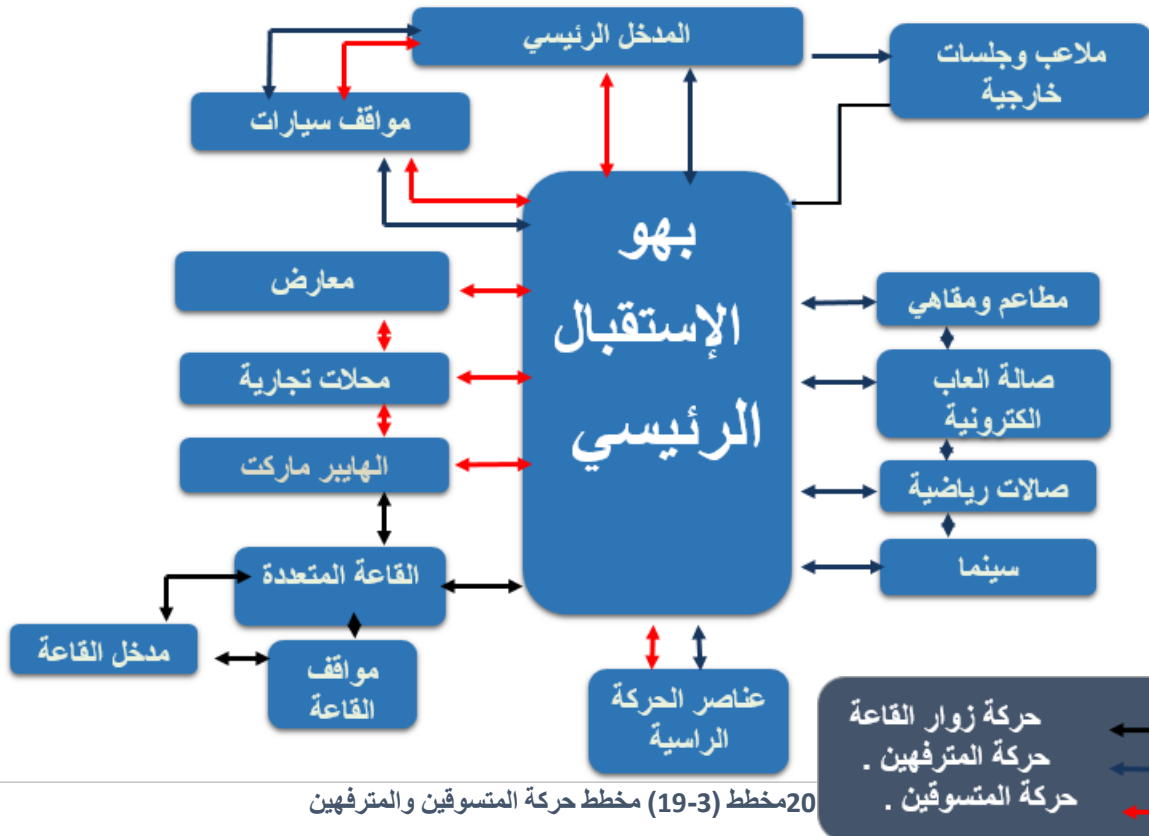 المدخل الرئيسي
ملاعب وجلسات
خارجية
مواقف سيارات
بهو
الإستقبال
الرئيسي
معارض
مطاعم ومقاهي
محلات تجارية
صالة العاب
الكترونية
الهايبر ماركت
صالات رياضية
القاعة المتعددة
سينما
مدخل القاعة
مواقف
القاعة
عناصر الحركة
الراسية
حركة زوار القاعة
حركة المترفهين .
حركة المتسوقين .
20مخطط (3-19) مخطط حركة المتسوقين والمترفهين